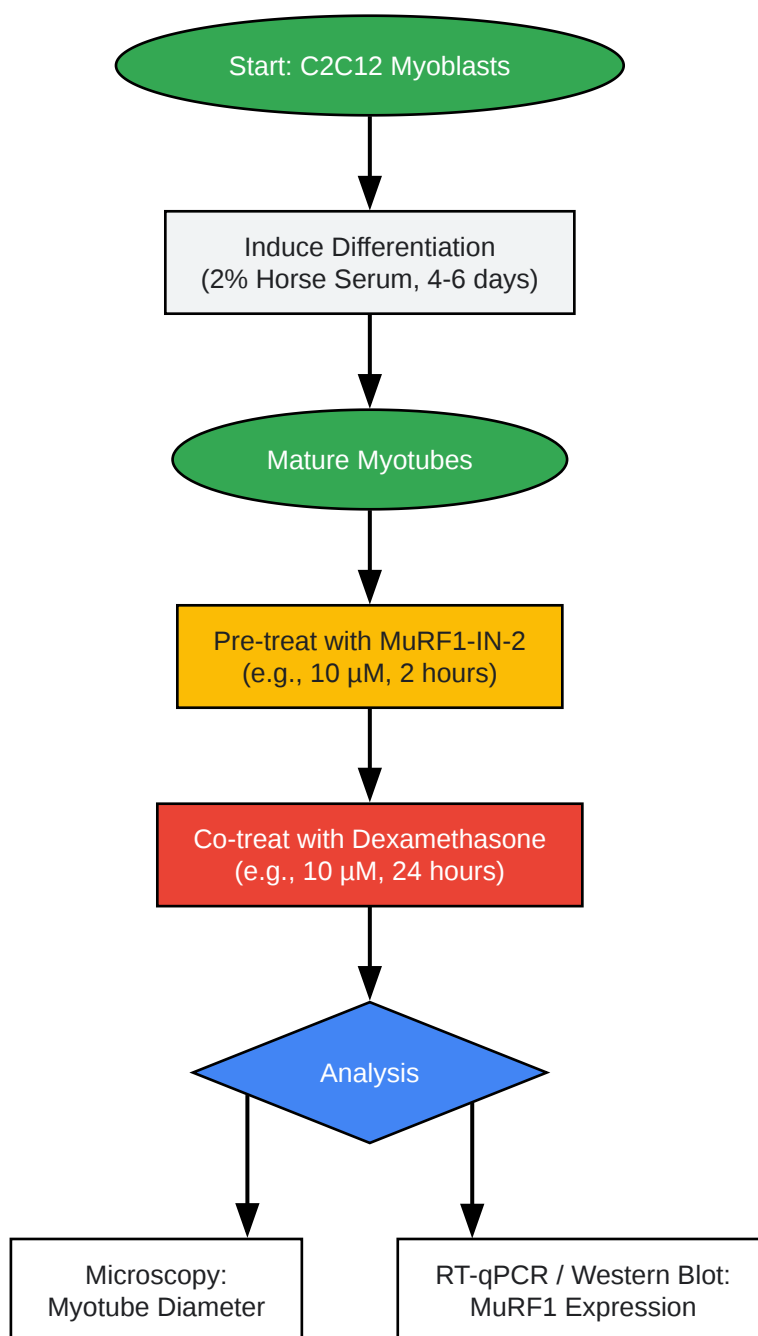 Start: C2C12 Myoblasts
Induce Differentiation
(2% Horse Serum, 4-6 days)
Mature Myotubes
Pre-treat with MuRF1-IN-2
(e.g., 10 µM, 2 hours)
Co-treat with Dexamethasone
(e.g., 10 µM, 24 hours)
Analysis
Microscopy:
Myotube Diameter
RT-qPCR / Western Blot:
MuRF1 Expression